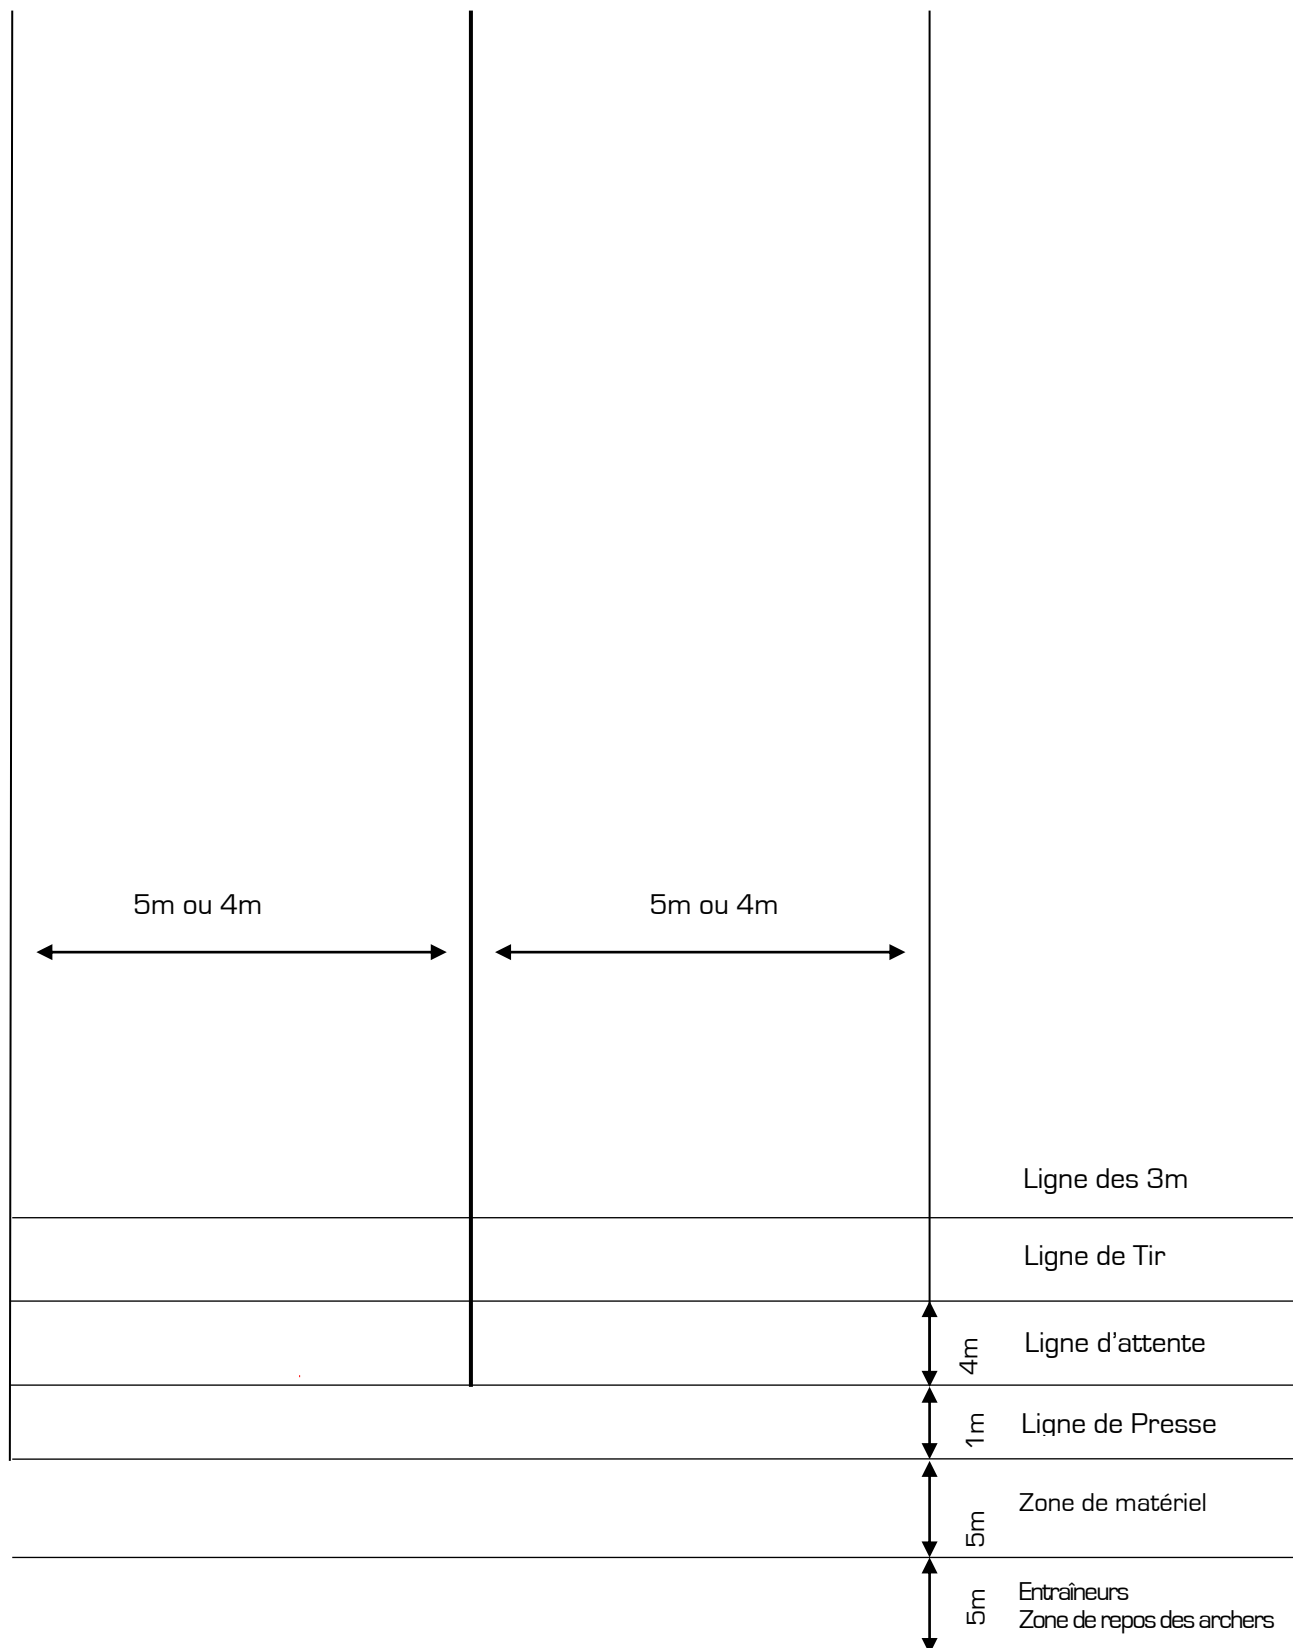 5m ou 4m
5m ou 4m
Ligne des 3m
Ligne de Tir
4m
Ligne d'attente
1m
Ligne de Presse
5m
Zone de matériel
5m
Entraîneurs
Zone de repos des archers